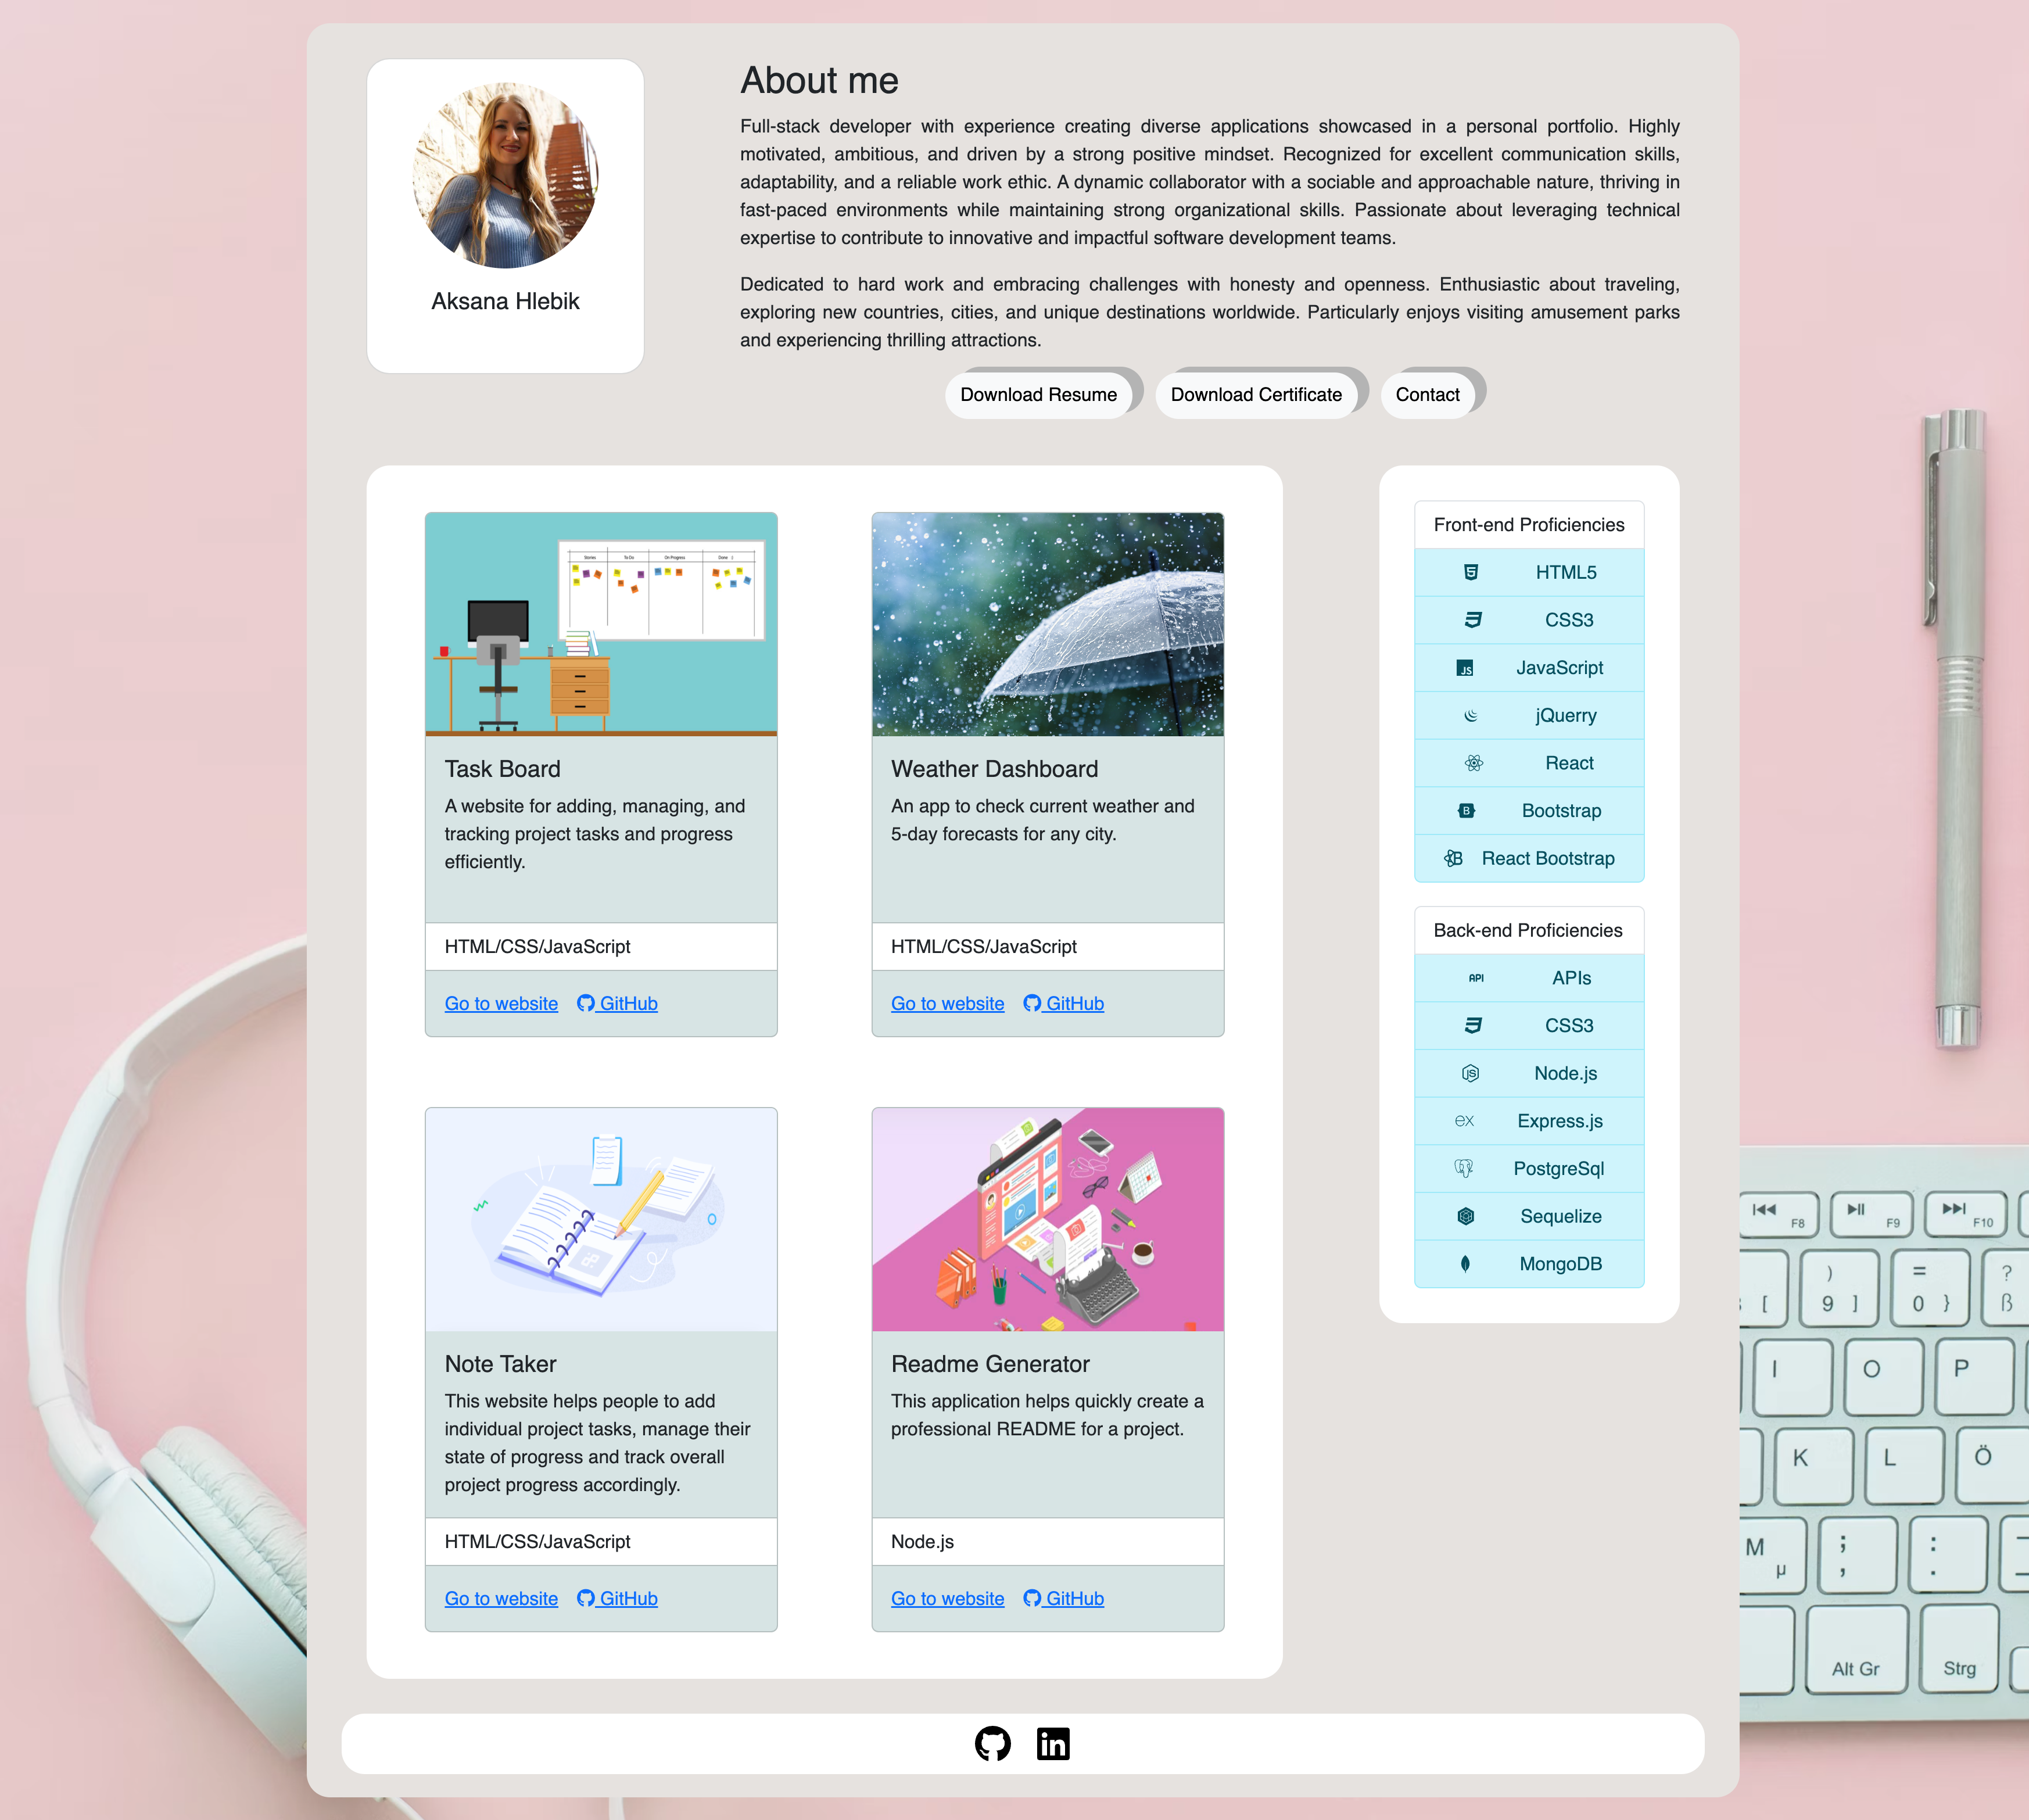 About me
Full-stack developer with experience creating diverse applications showcased in a personal portfolio. Highly
motivated, ambitious, and driven by a strong positive mindset. Recognized for excellent communication skills,
adaptability, and a reliable work ethic. A dynamic collaborator with a sociable and approachable nature, thriving in
fast-paced environments while maintaining strong organizational skills. Passionate about leveraging technical
expertise to contribute to innovative and impactful software development teams.
Aksana Hlebik
Dedicated to hard work and embracing challenges with honesty and openness. Enthusiastic about traveling,
exploring new countries, cities, and unique destinations worldwide. Particularly enjoys visiting amusement parks
and experiencing thrilling attractions.
Download Resume
Download Certificate
Contact
Stories To Do On Progress Done :)
Task Board
A website for adding, managing, and
tracking project tasks and progress
efficiently.
HTML/CSS/JavaScript
Go to website GitHub
Weather Dashboard
An app to check current weather and
5-day forecasts for any city.
HTML/CSS/JavaScript
Go to website GitHub
Note Taker
This website helps people to add
individual project tasks, manage their
state of progress and track overall
project progress accordingly.
HTML/CSS/JavaScript
Go to website GitHub
Readme Generator
This application helps quickly create a
professional README for a project.
Node.js
Go to website GitHub
Front-end Proficiencies
HTML5
CSS3
JS JavaScript
jQuerry
React
B Bootstrap
B React Bootstrap
Back-end Proficiencies
API APIs
CSS3
JS Node.js
ex Express.js
PostgreSql
Sequelize
MongoDB
in
F8 F9 F10
) = ?
[ 9 ] 0 } ß
I O P
K L Ö
M µ ; , : .
Alt Gr Strg